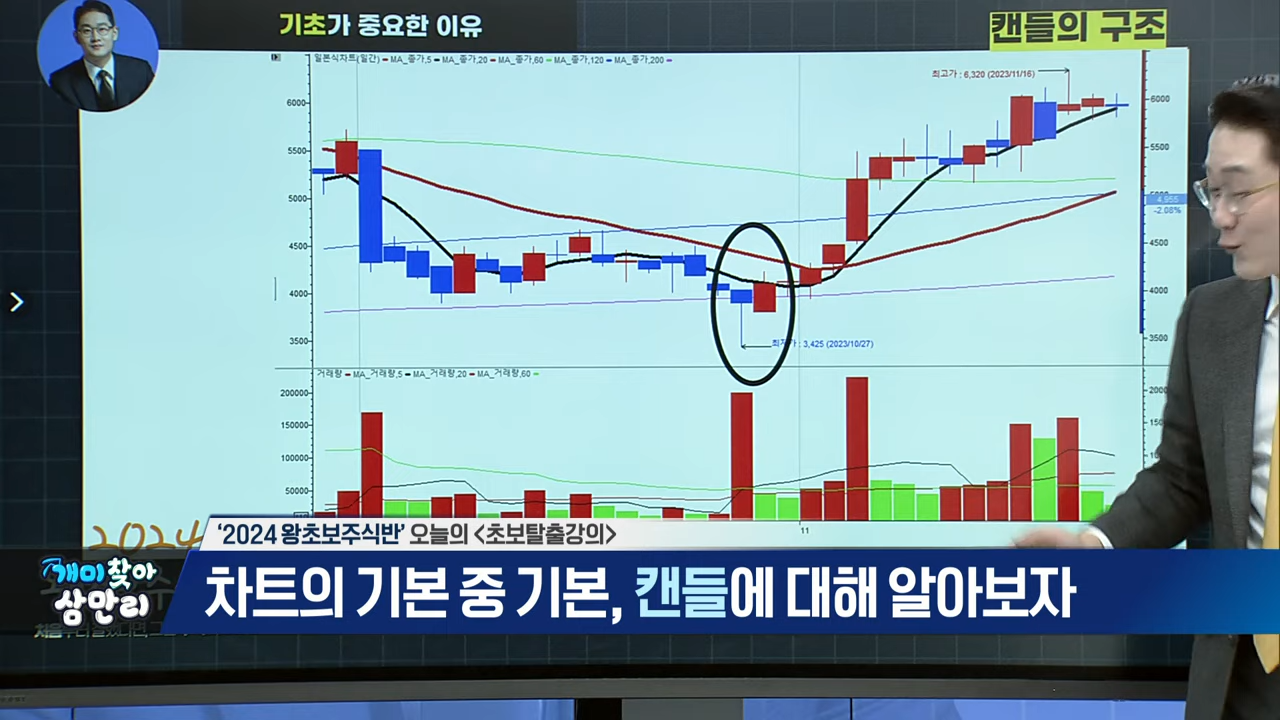 기초가 중요한 이유
캔들의 구조
일본식차트(일간) MA_종가,5 MA_종가,20 MA_종가,60 MA_종가,120 MA_종가,200
최고가 : 6,320 (2023/11/16)
6000
5500
5000
4500
4000
3500
6000
5500
4,955
-2.08%
4500
4000
3500
최저가 : 3,425 (2023/10/27)
거래량 MA_거래량,5 MA_거래량,20 MA_거래량,60
200000
150000
100000
50000
11
2024
'2024 왕초보주식반' 오늘의 <초보탈출강의>
개미찾아
삼만리
차트의 기본 중 기본, 캔들에 대해 알아보자